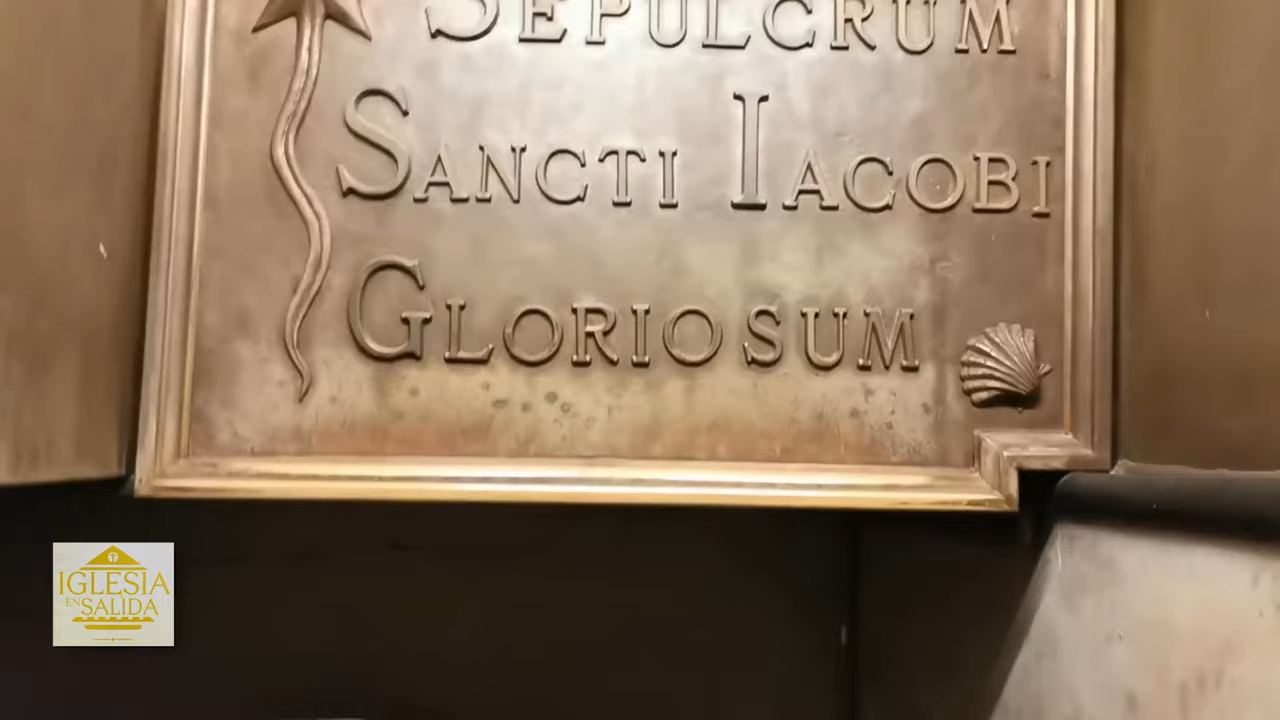 SEPULCRUM
SANCTI IACOBI
GLORIOSUM
IGLESIA
EN SALIDA